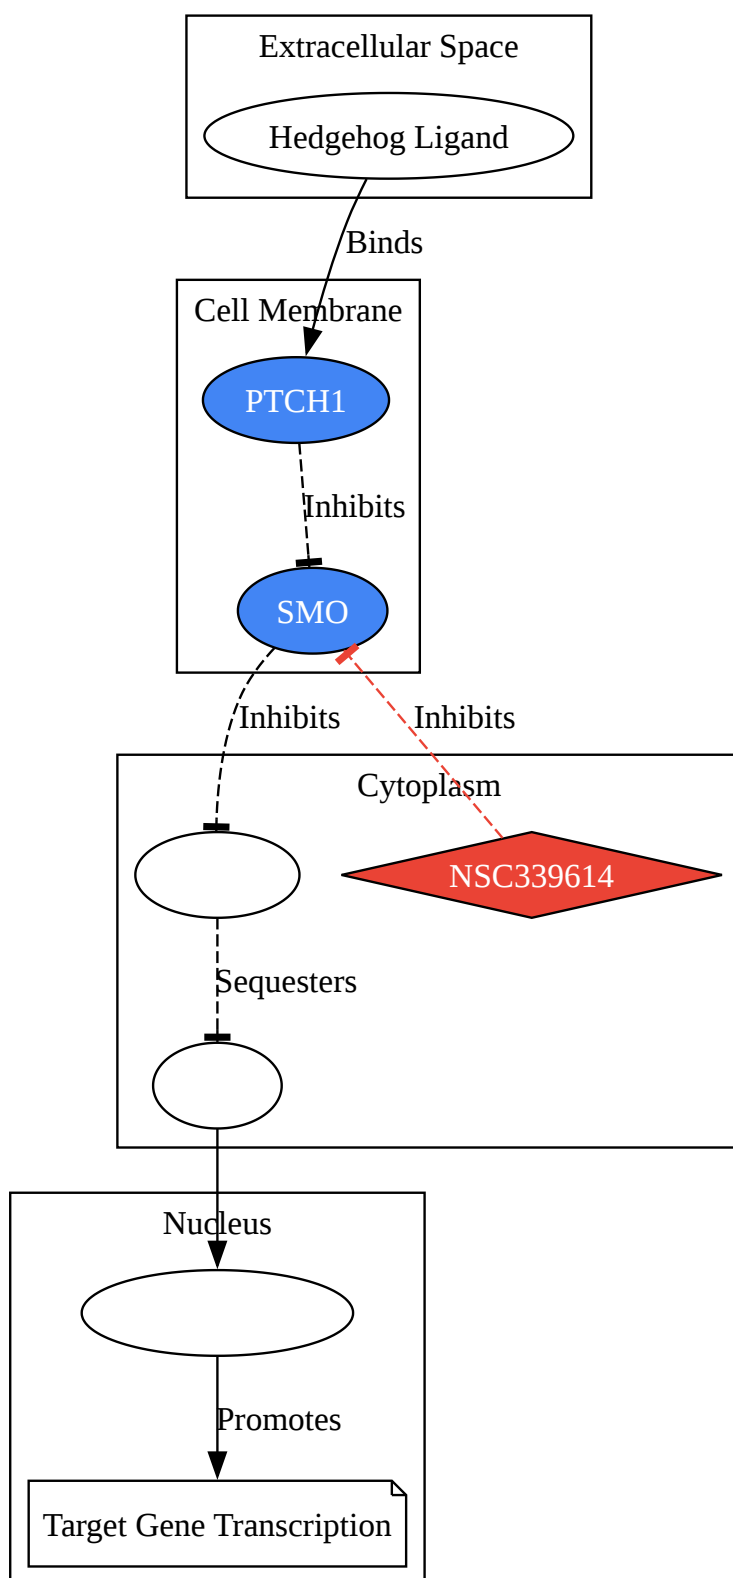 Extracellular Space
Hedgehog Ligand
Binds
Cell Membrane
PTCH1
Inhibits
SMO
Inhibits
Inhibits
Cytoplasm
NSC339614
Sequesters
Nucleus
Promotes
Target Gene Transcription